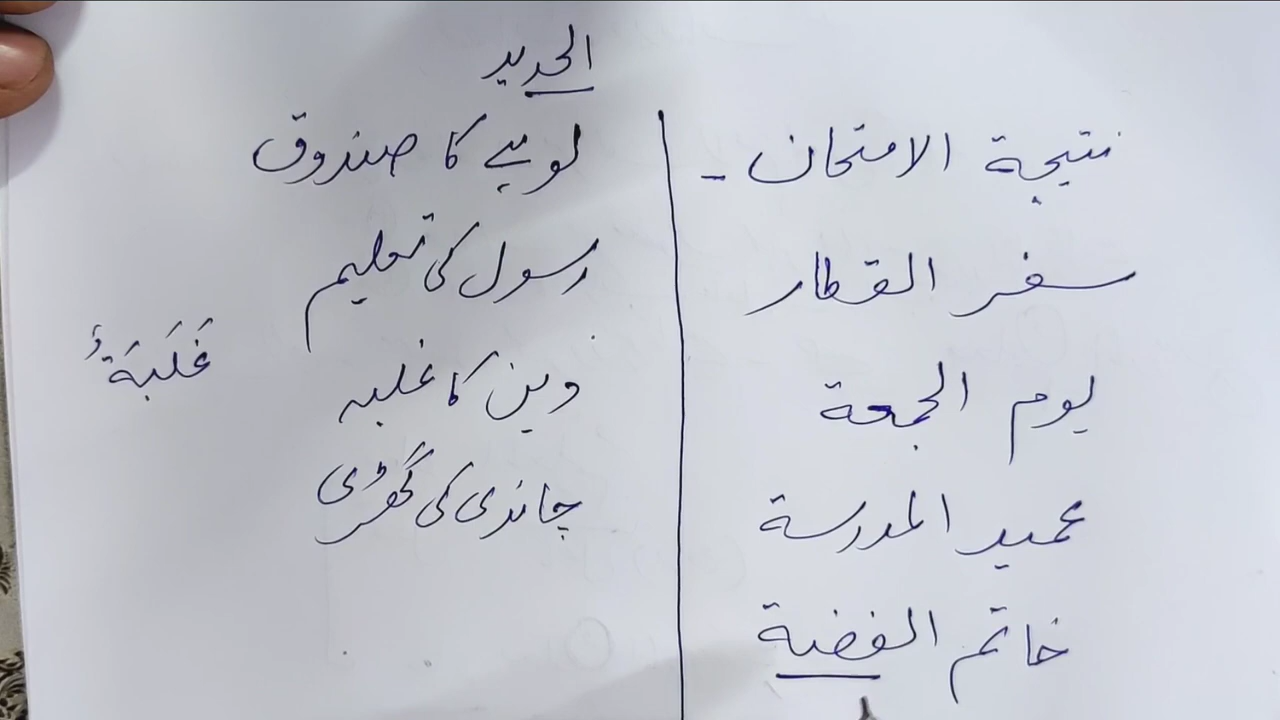 نتيجة الامتحان -
سفر القطار
يوم الجمعة
عميد المدرسة
خاتم الفضة
الحديد
لوہے کا صندوق
رسول کی تعلیم
دین کا غلبہ
غَلَبَةُ
چاندی کی گھڑی